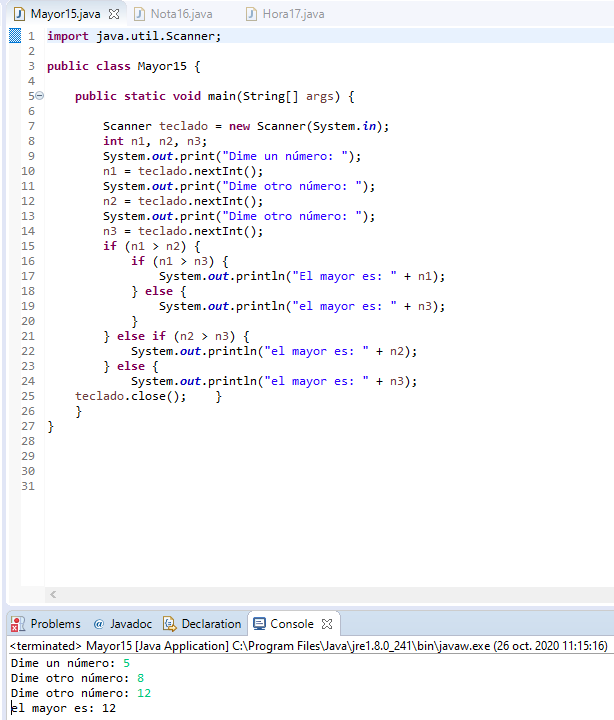 Mayor15.java Nota16.java Hora17.java
1 import java.util.Scanner;
2
3 public class Mayor15 {
4
5 public static void main(String[] args) {
6
7 Scanner teclado = new Scanner(System.in);
8 int n1, n2, n3;
9 System.out.print("Dime un número: ");
10 n1 = teclado.nextInt();
11 System.out.print("Dime otro número: ");
12 n2 = teclado.nextInt();
13 System.out.print("Dime otro número: ");
14 n3 = teclado.nextInt();
15 if (n1 > n2) {
16 if (n1 > n3) {
17 System.out.println("El mayor es: " + n1);
18 } else {
19 System.out.println("el mayor es: " + n3);
20 }
21 } else if (n2 > n3) {
22 System.out.println("el mayor es: " + n2);
23 } else {
24 System.out.println("el mayor es: " + n3);
25 teclado.close(); }
26 }
27 }
28
29
30
31
Problems @ Javadoc Declaration Console
<terminated> Mayor15 [Java Application] C:\Program Files\Java\jre1.8.0_241\bin\javaw.exe (26 oct. 2020 11:15:16)
Dime un número: 5
Dime otro número: 8
Dime otro número: 12
el mayor es: 12